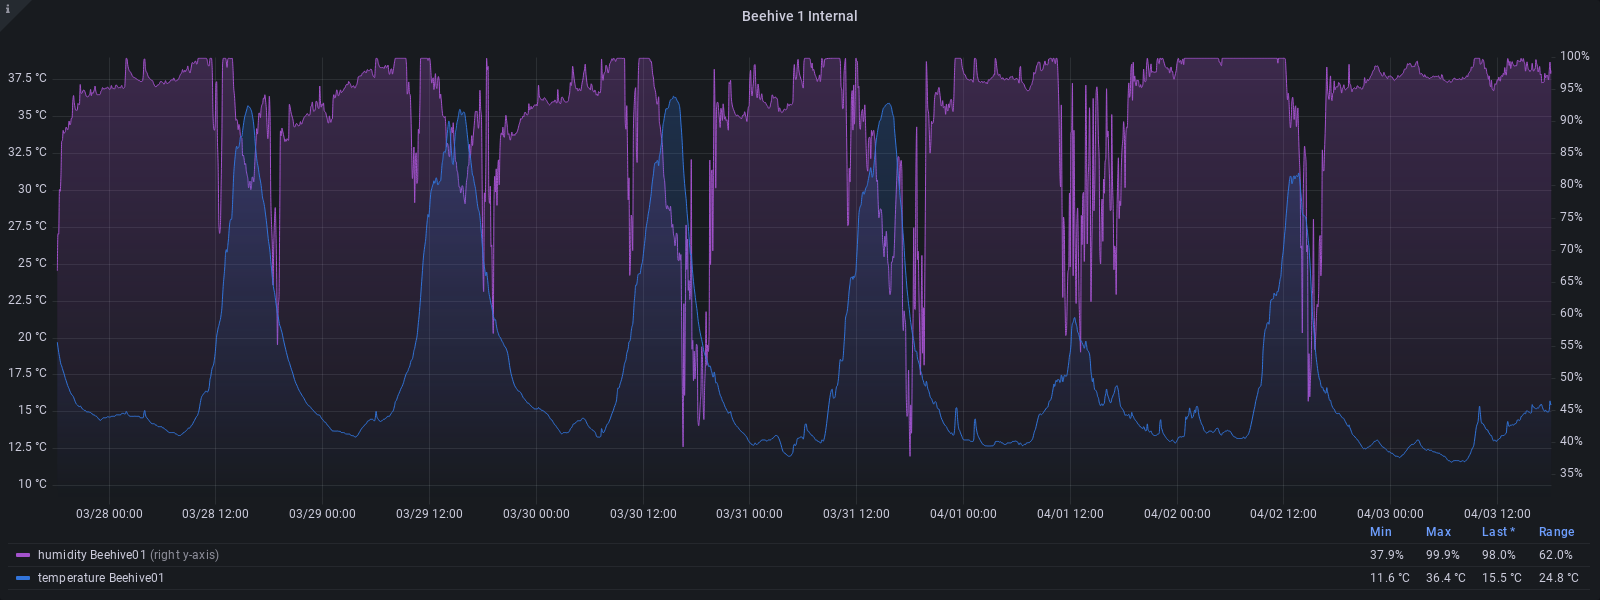 i
Beehive 1 Internal
37.5 °C
35 °C
32.5 °C
30 °C
27.5 °C
25 °C
22.5 °C
20 °C
17.5 °C
15 °C
12.5 °C
10 °C
100%
95%
90%
85%
80%
75%
70%
65%
60%
55%
50%
45%
40%
35%
03/28 00:00 03/28 12:00 03/29 00:00 03/29 12:00 03/30 00:00 03/30 12:00 03/31 00:00 03/31 12:00 04/01 00:00 04/01 12:00 04/02 00:00 04/02 12:00 04/03 00:00 04/03 12:00
Min Max Last * Range
humidity Beehive01 (right y-axis) 37.9% 99.9% 98.0% 62.0%
temperature Beehive01 11.6 °C 36.4 °C 15.5 °C 24.8 °C